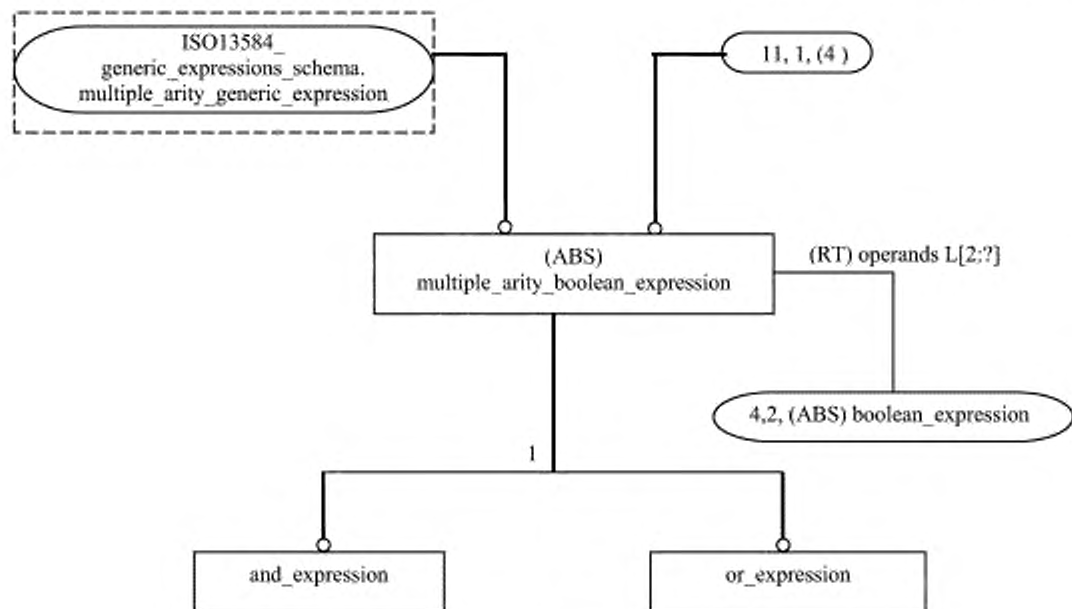 ISO13584_
generic_expressions_schema.
multiple_arity_generic_expression
11, 1, (4 )
(ABS)
multiple_arity_boolean_expression
(RT) operands L[2:?]
4,2, (ABS) boolean_expression
1
and_expression
or_expression